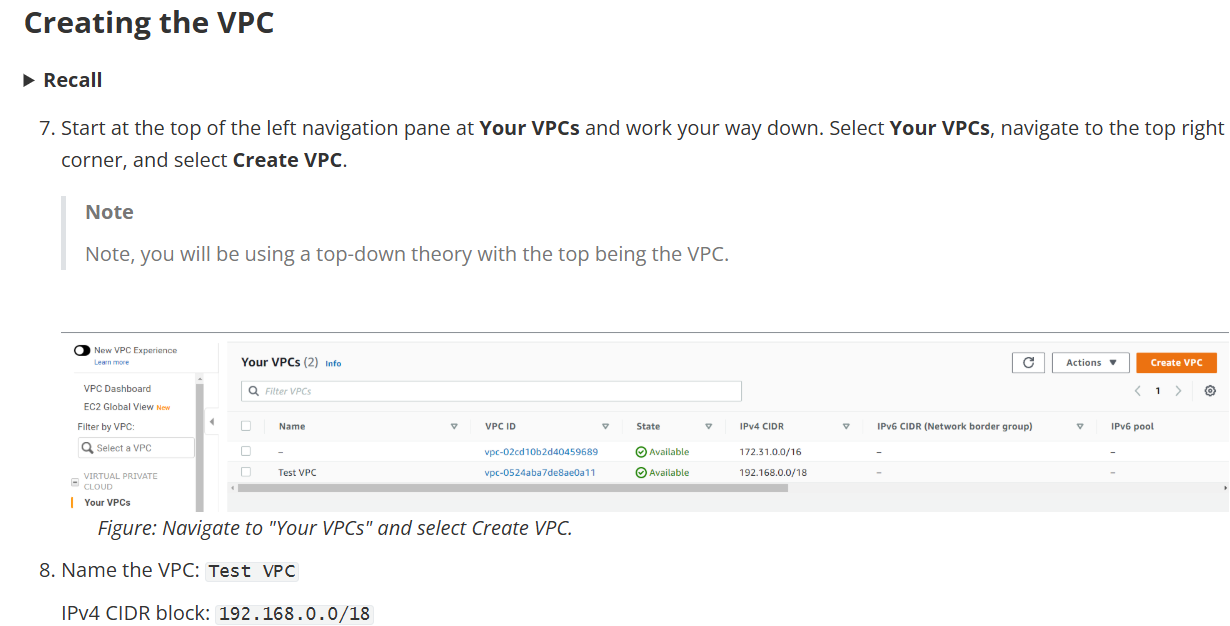 Creating the VPC
▶ Recall
7. Start at the top of the left navigation pane at Your VPCs and work your way down. Select Your VPCs, navigate to the top right
corner, and select Create VPC.
Note
Note, you will be using a top-down theory with the top being the VPC.
New VPC Experience
Learn more
VPC Dashboard
EC2 Global View New
Filter by VPC:
Select a VPC
VIRTUAL PRIVATE
CLOUD
Your VPCs
Your VPCs (2) Info
Actions ▼ Create VPC
Filter VPCs
< 1 >
Name VPC ID State IPv4 CIDR IPv6 CIDR (Network border group) IPv6 pool
– vpc-02cd10b2d40459689 Available 172.31.0.0/16 – –
Test VPC vpc-0524aba7de8ae0a11 Available 192.168.0.0/18 – –
Figure: Navigate to "Your VPCs" and select Create VPC.
8. Name the VPC: Test VPC
IPv4 CIDR block: 192.168.0.0/18